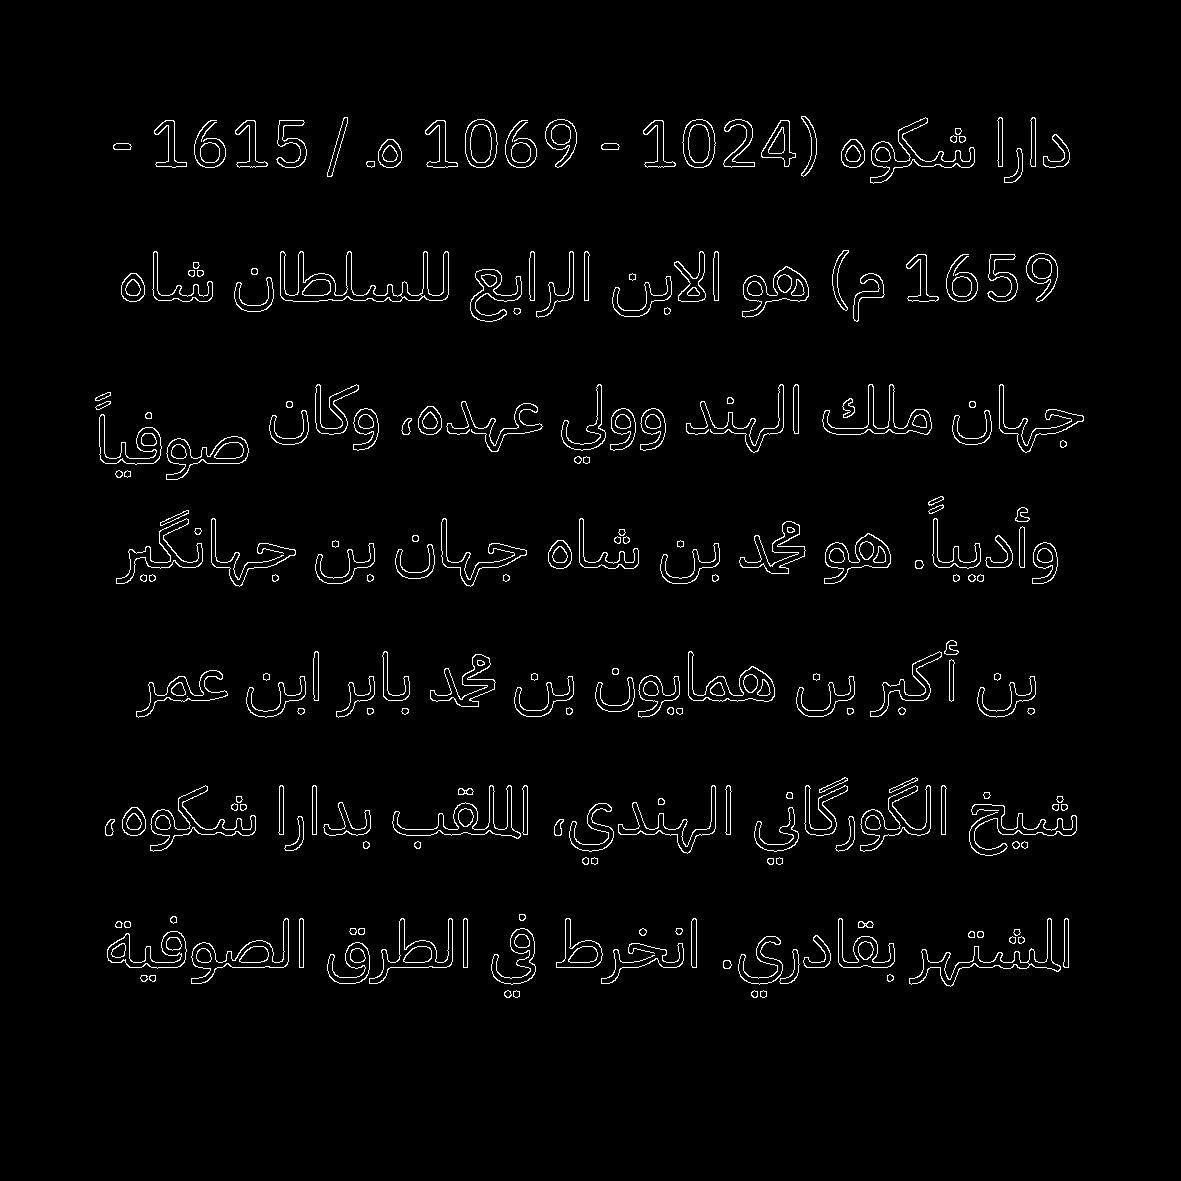 دارا شكوه (1024 - 1069 ه. / 1615 -
1659 م) هو الابن الرابع للسلطان شاه
جهان ملك الهند وولي عهده، وكان صوفياً
وأديباً. هو محمد بن شاه جهان بن جهانگير
بن أكبر بن همايون بن محمد بابر ابن عمر
شيخ الگورگاني الهندي، الملقب بدارا شكوه،
المشتهر بقادري. انخرط في الطرق الصوفية